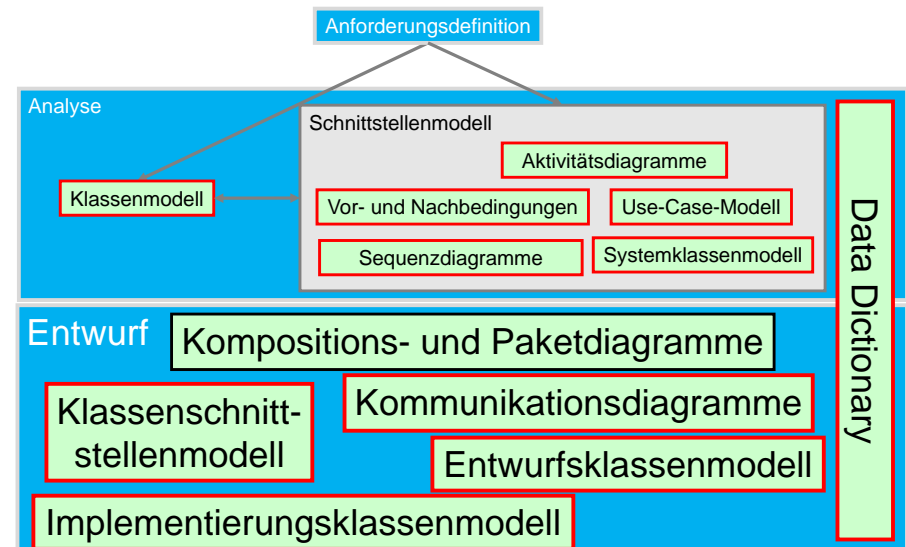 Anforderungsdefinition
Analyse
Schnittstellenmodell
Aktivitätsdiagramme
Klassenmodell
Vor- und Nachbedingungen
Use-Case-Modell
Sequenzdiagramme
Systemklassenmodell
Data Dictionary
Entwurf
Kompositions- und Paketdiagramme
Klassenschnitt-
stellenmodell
Kommunikationsdiagramme
Entwurfsklassenmodell
Implementierungsklassenmodell